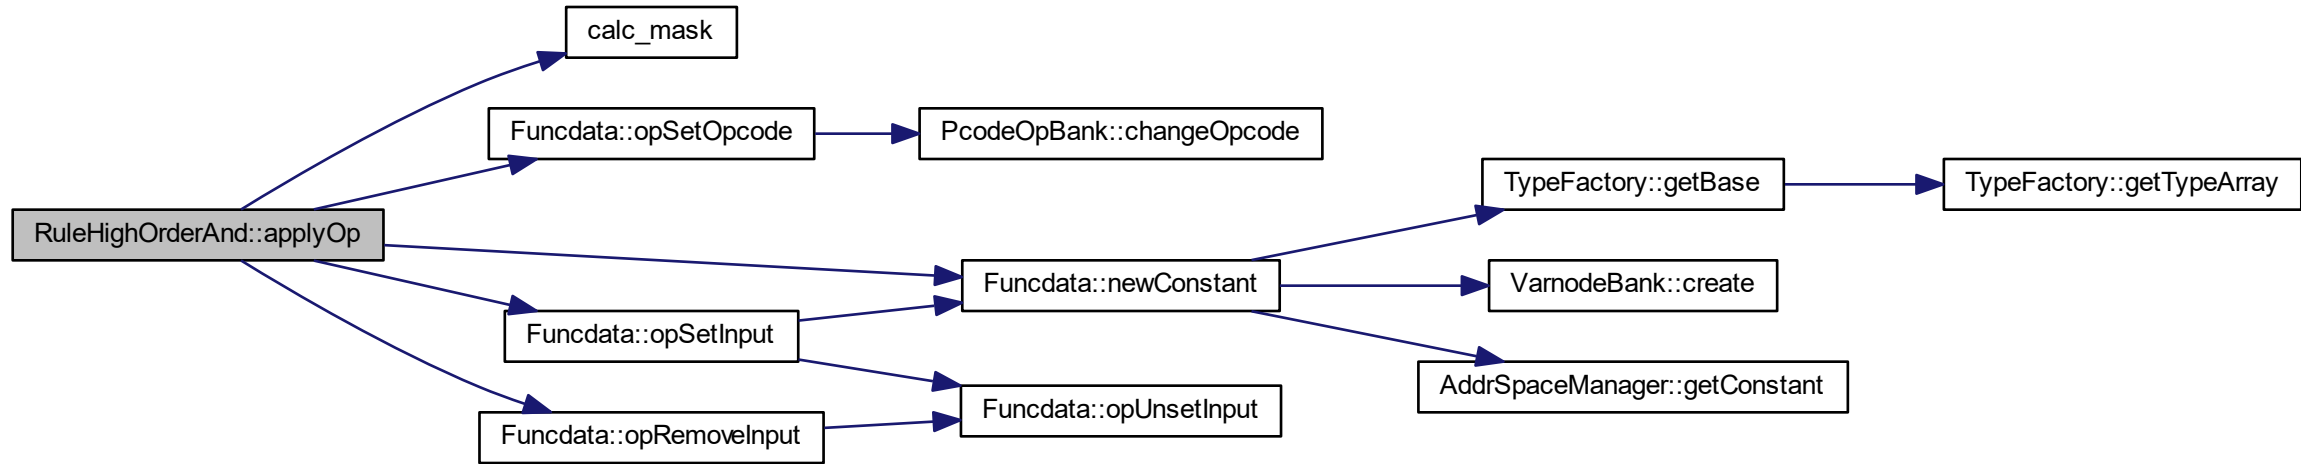 calc_mask
Funcdata::opSetOpcode
PcodeOpBank::changeOpcode
TypeFactory::getBase
TypeFactory::getTypeArray
RuleHighOrderAnd::applyOp
Funcdata::newConstant
VarnodeBank::create
Funcdata::opSetInput
AddrSpaceManager::getConstant
Funcdata::opUnsetInput
Funcdata::opRemoveInput